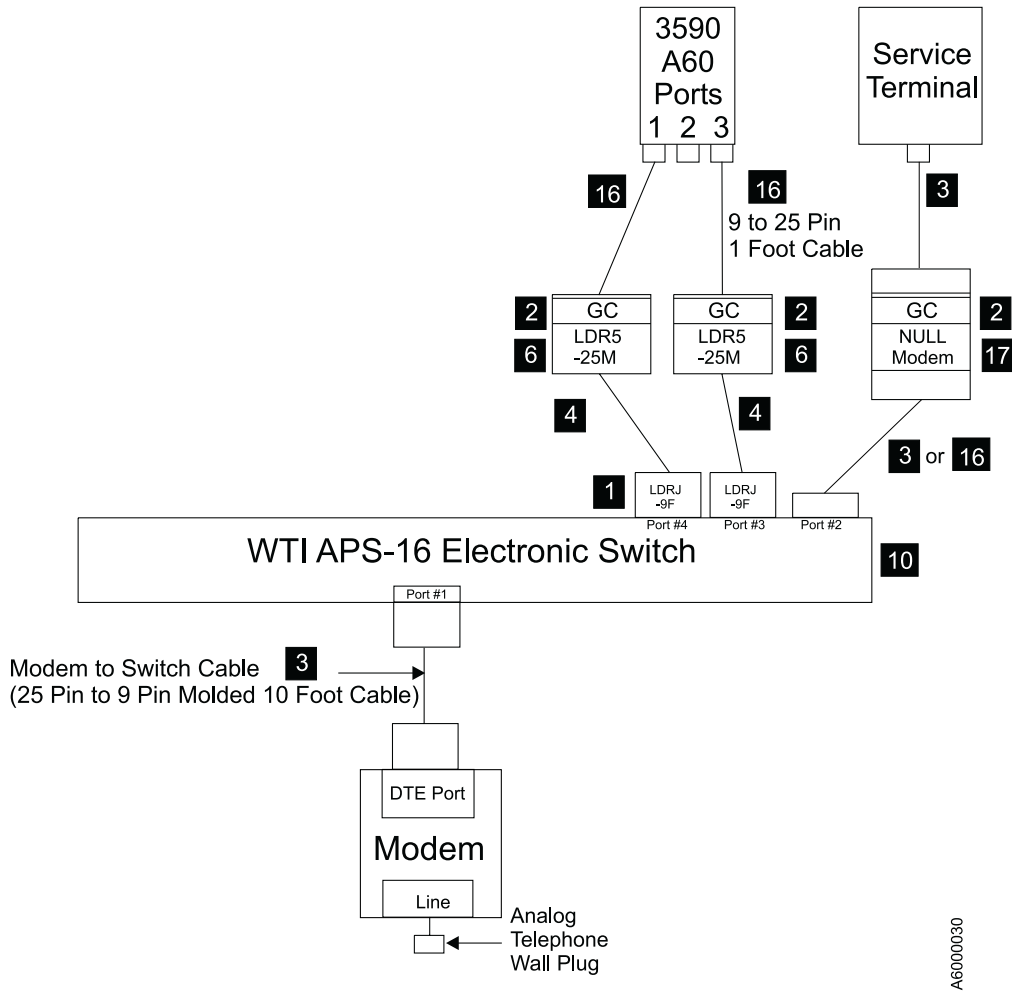 3590
A60
Ports
1 2 3
Service
Terminal
16
16
3
9 to 25 Pin
1 Foot Cable
2
GC
GC
2
GC
2
6
LDR5
-25M
LDR5
-25M
6
NULL
Modem
17
4
4
3 or 16
1
LDRJ
-9F
LDRJ
-9F
Port #4
Port #3
Port #2
WTI APS-16 Electronic Switch
10
Port #1
Modem to Switch Cable 3
(25 Pin to 9 Pin Molded 10 Foot Cable)
DTE Port
Modem
Line
Analog
Telephone
Wall Plug
A6000030